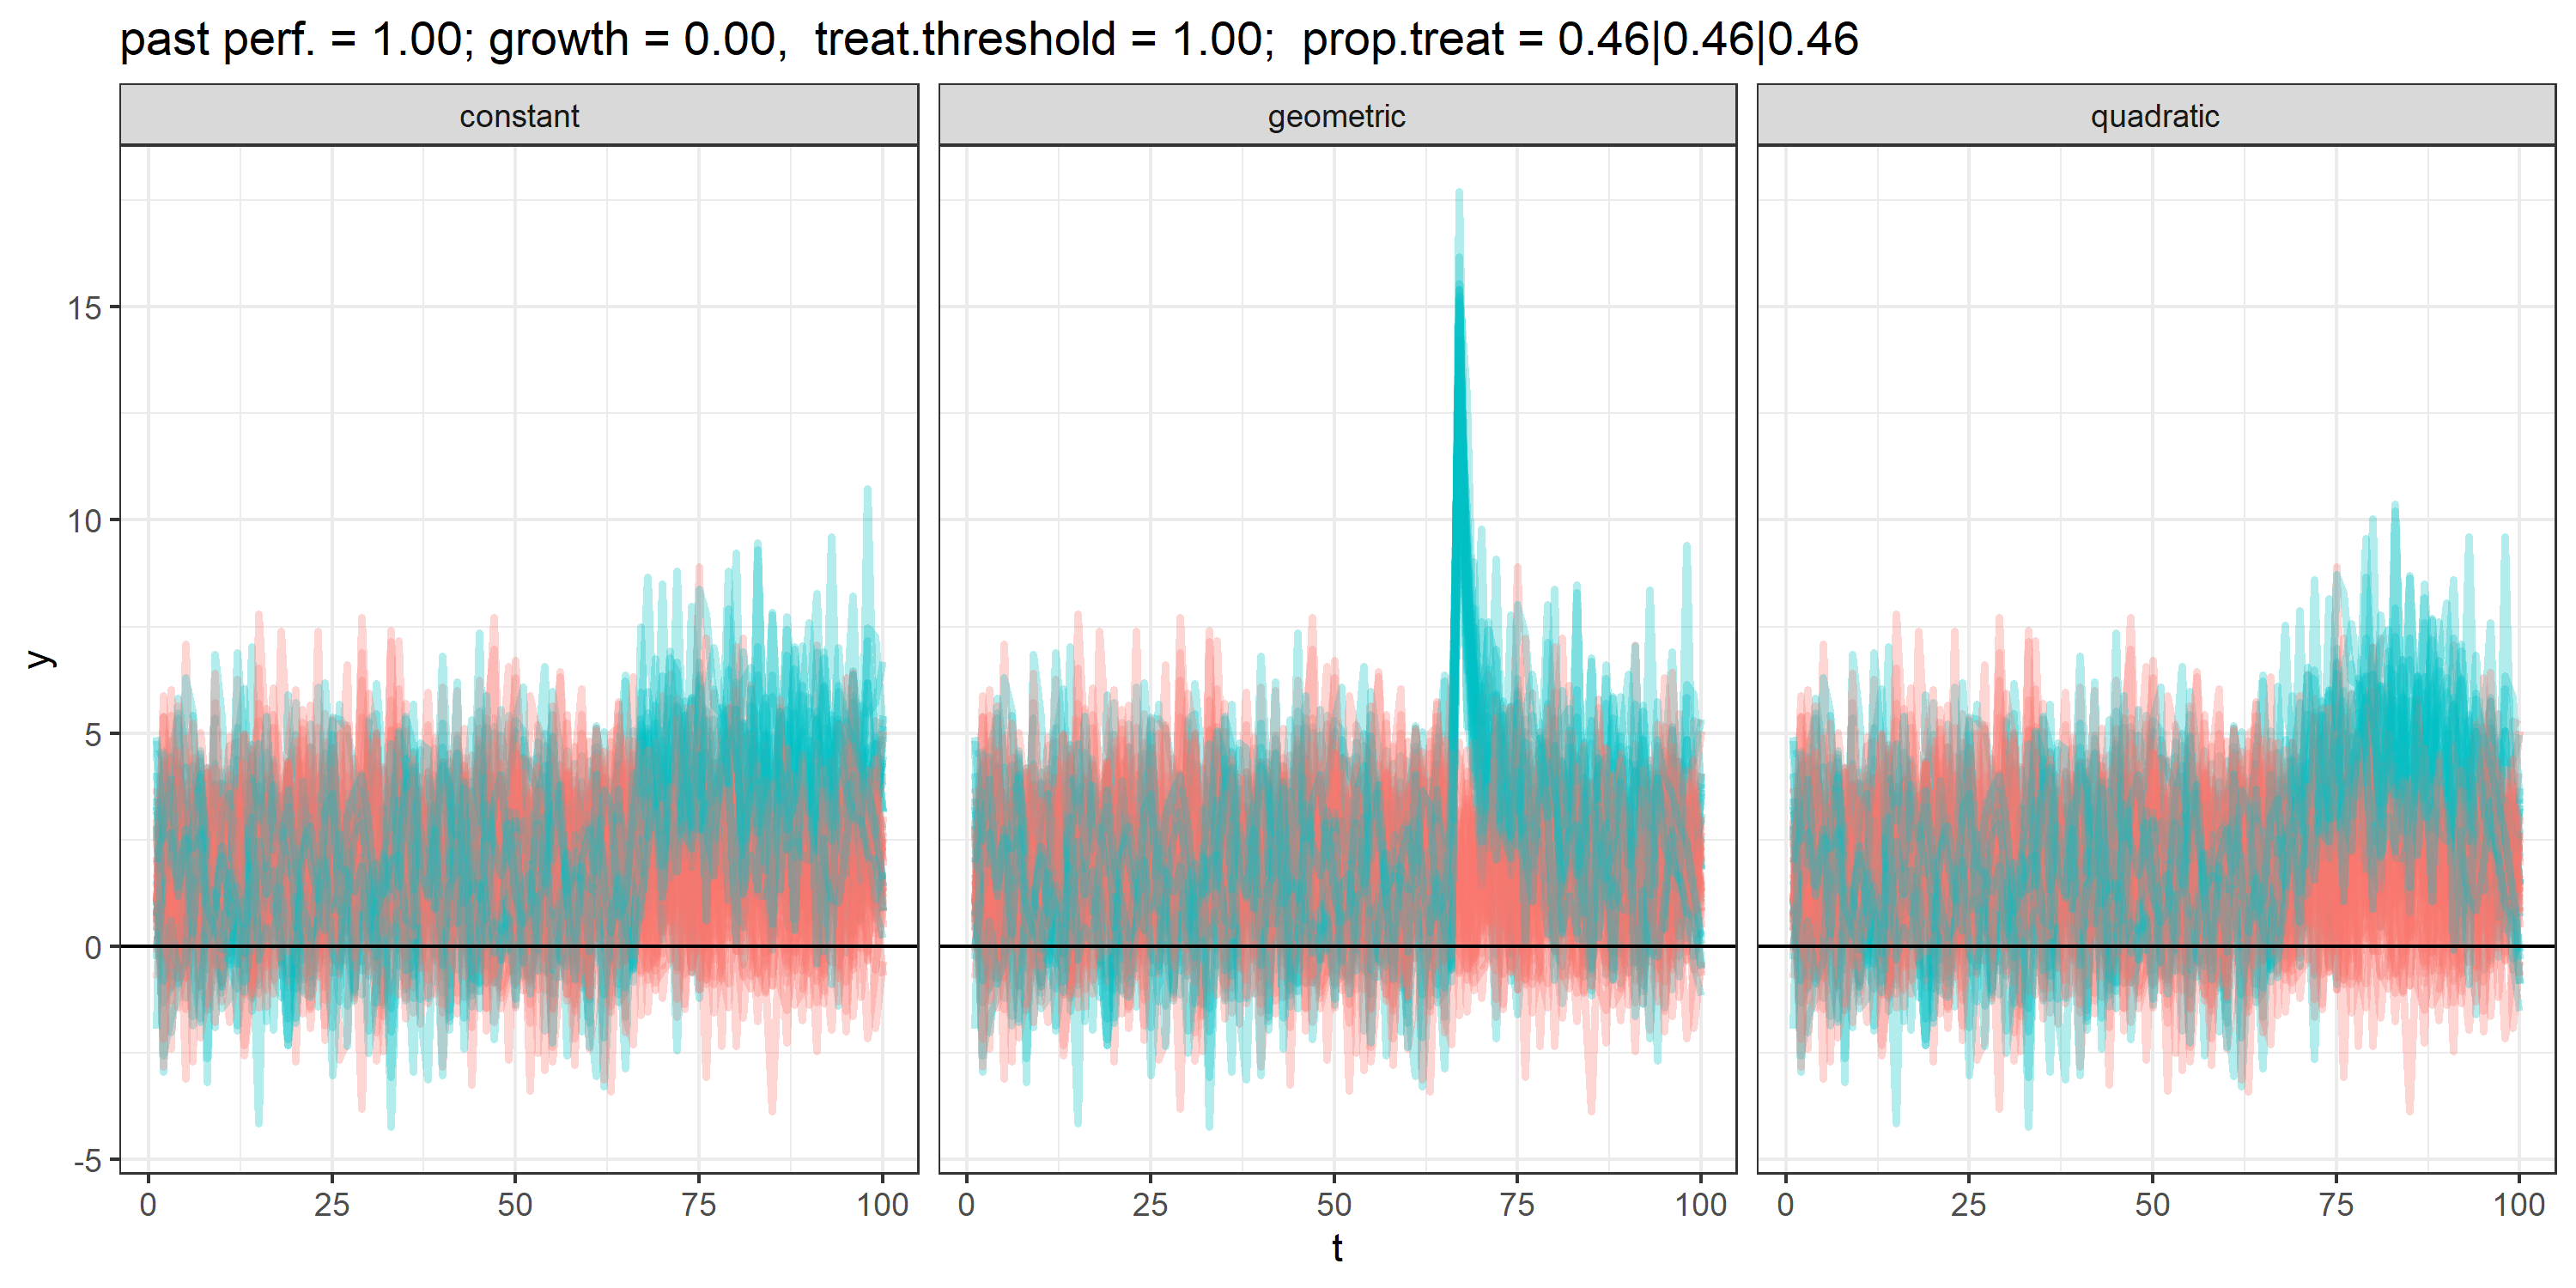 past perf. = 1.00; growth = 0.00,  treat.threshold = 1.00;  prop.treat = 0.46|0.46|0.46
constant geometric quadratic
y
15
10
5
0
-5
0 25 50 75 100 0 25 50 75 100 0 25 50 75 100
t